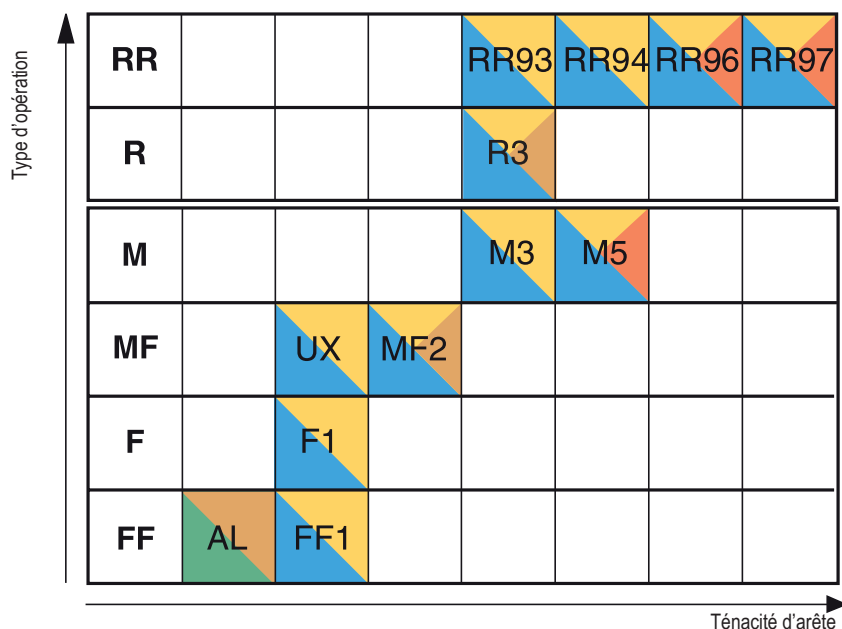 Type d'opération
RR RR93 RR94 RR96 RR97
R R3
M M3 M5
MF UX MF2
F F1
FF AL FF1
Ténacité d'arête